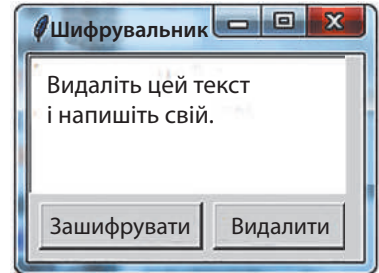 Шифрувальник
Видаліть цей текст
і напишіть свій.
Зашифрувати Видалити